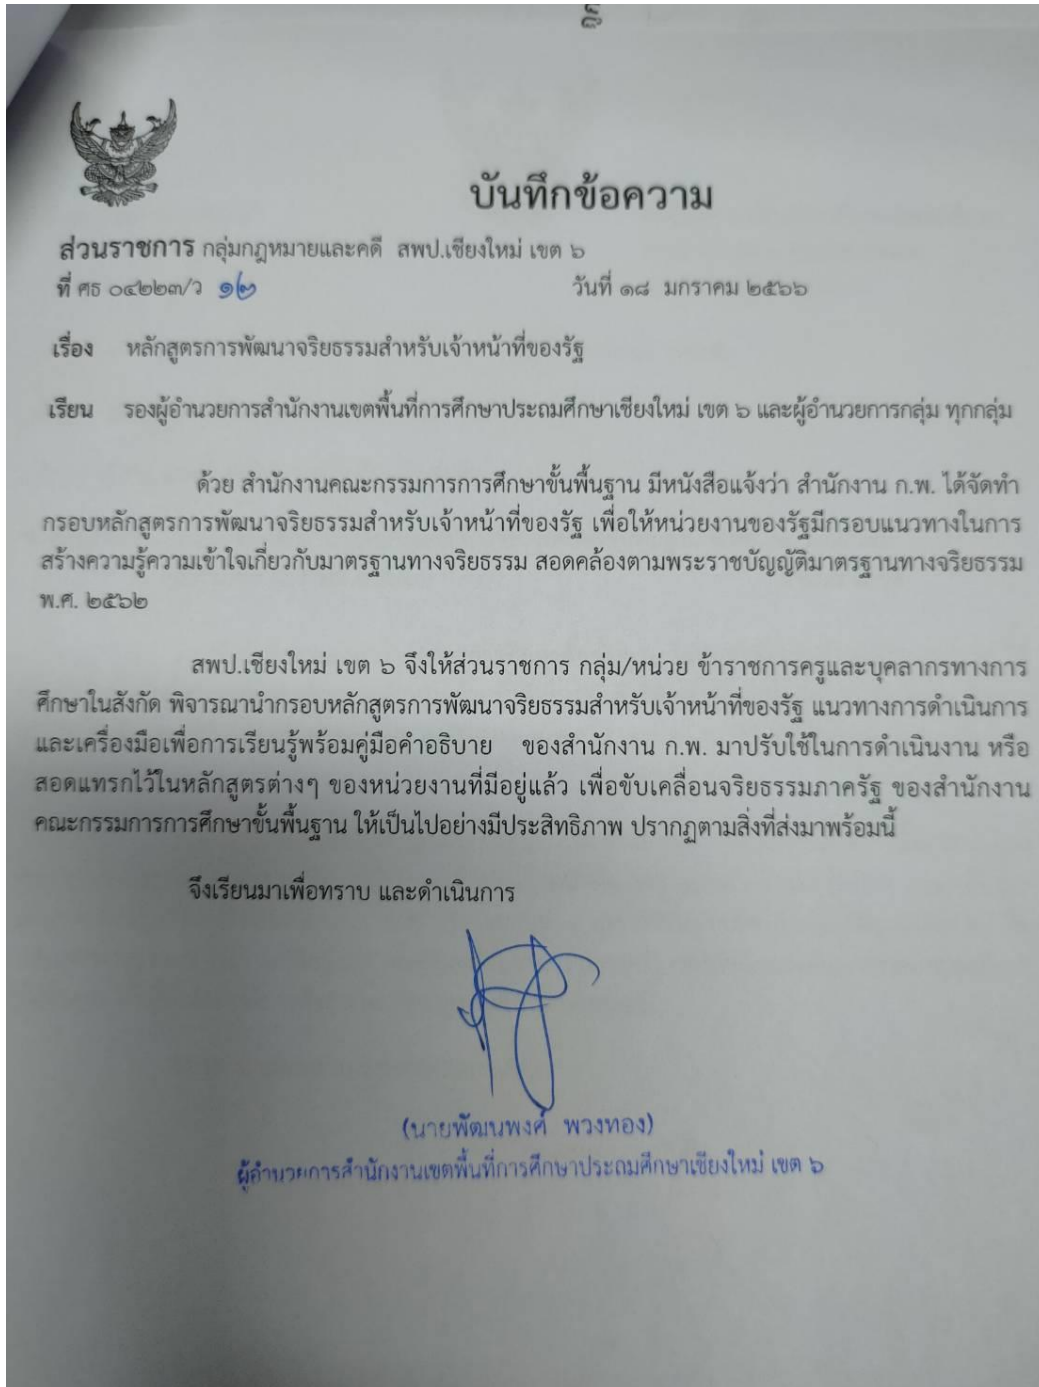 บันทึกข้อความ
ส่วนราชการ กลุ่มกฎหมายและคดี สพป.เชียงใหม่ เขต ๖
ที่ ศธ ๐๔๒๒๓/ว ๑๒ วันที่ ๑๘ มกราคม ๒๕๖๖
เรื่อง หลักสูตรการพัฒนาจริยธรรมสำหรับเจ้าหน้าที่ของรัฐ
เรียน รองผู้อำนวยการสำนักงานเขตพื้นที่การศึกษาประถมศึกษาเชียงใหม่ เขต ๖ และผู้อำนวยการกลุ่ม ทุกกลุ่ม
ด้วย สำนักงานคณะกรรมการการศึกษาขั้นพื้นฐาน มีหนังสือแจ้งว่า สำนักงาน ก.พ. ได้จัดทำ
กรอบหลักสูตรการพัฒนาจริยธรรมสำหรับเจ้าหน้าที่ของรัฐ เพื่อให้หน่วยงานของรัฐมีกรอบแนวทางในการ
สร้างความรู้ความเข้าใจเกี่ยวกับมาตรฐานทางจริยธรรม สอดคล้องตามพระราชบัญญัติมาตรฐานทางจริยธรรม
พ.ศ. ๒๕๖๒
สพป.เชียงใหม่ เขต ๖ จึงให้ส่วนราชการ กลุ่ม/หน่วย ข้าราชการครูและบุคลากรทางการ
ศึกษาในสังกัด พิจารณานำกรอบหลักสูตรการพัฒนาจริยธรรมสำหรับเจ้าหน้าที่ของรัฐ แนวทางการดำเนินการ
และเครื่องมือเพื่อการเรียนรู้พร้อมคู่มือคำอธิบาย ของสำนักงาน ก.พ. มาปรับใช้ในการดำเนินงาน หรือ
สอดแทรกไว้ในหลักสูตรต่างๆ ของหน่วยงานที่มีอยู่แล้ว เพื่อขับเคลื่อนจริยธรรมภาครัฐ ของสำนักงาน
คณะกรรมการการศึกษาขั้นพื้นฐาน ให้เป็นไปอย่างมีประสิทธิภาพ ปรากฏตามสิ่งที่ส่งมาพร้อมนี้
จึงเรียนมาเพื่อทราบ และดำเนินการ
(นายพัฒนพงศ์ พวงทอง)
ผู้อำนวยการสำนักงานเขตพื้นที่การศึกษาประถมศึกษาเชียงใหม่ เขต ๖